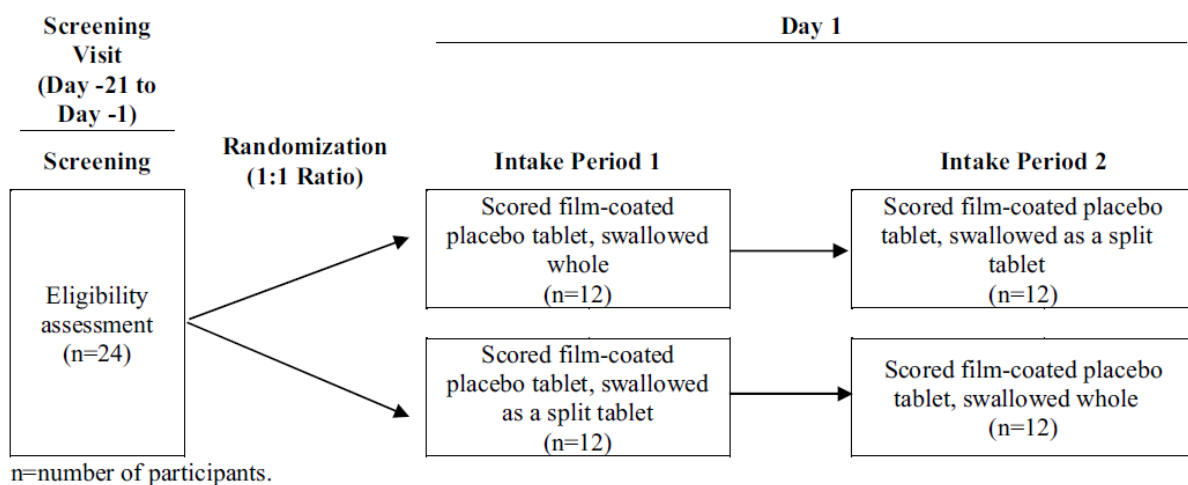 Screening
Visit
(Day -21 to
Day -1)
Day 1
Screening
Randomization
(1:1 Ratio)
Intake Period 1
Intake Period 2
Eligibility
assessment
(n=24)
Scored film-coated
placebo tablet, swallowed
whole
(n=12)
Scored film-coated placebo
tablet, swallowed as a split
tablet
(n=12)
Scored film-coated
placebo tablet, swallowed
as a split tablet
(n=12)
Scored film-coated placebo
tablet, swallowed whole
(n=12)
n=number of participants.